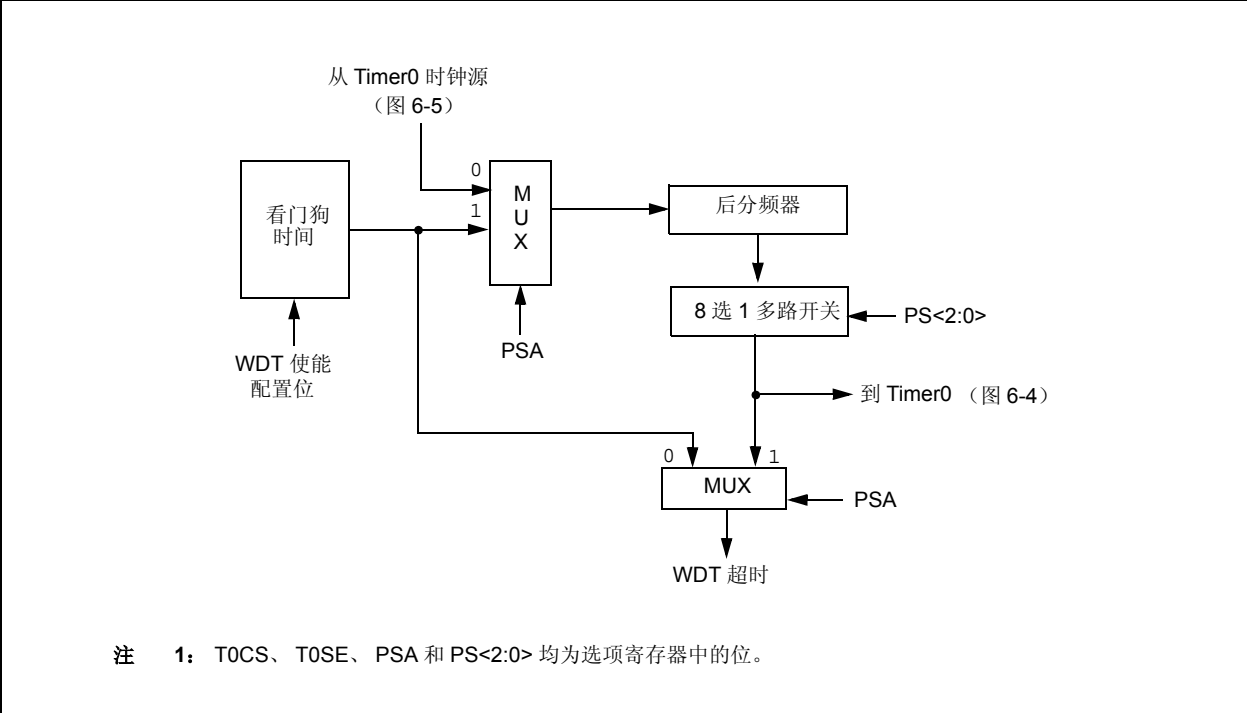 从 Timer0 时钟源
（图 6-5）
0
1
M
U
X
看门狗
时间
后分频器
8 选 1 多路开关
PS<2:0>
PSA
WDT 使能
配置位
到 Timer0 （图 6-4）
0
1
MUX
PSA
WDT 超时
注 1： T0CS、 T0SE、 PSA 和 PS<2:0> 均为选项寄存器中的位。